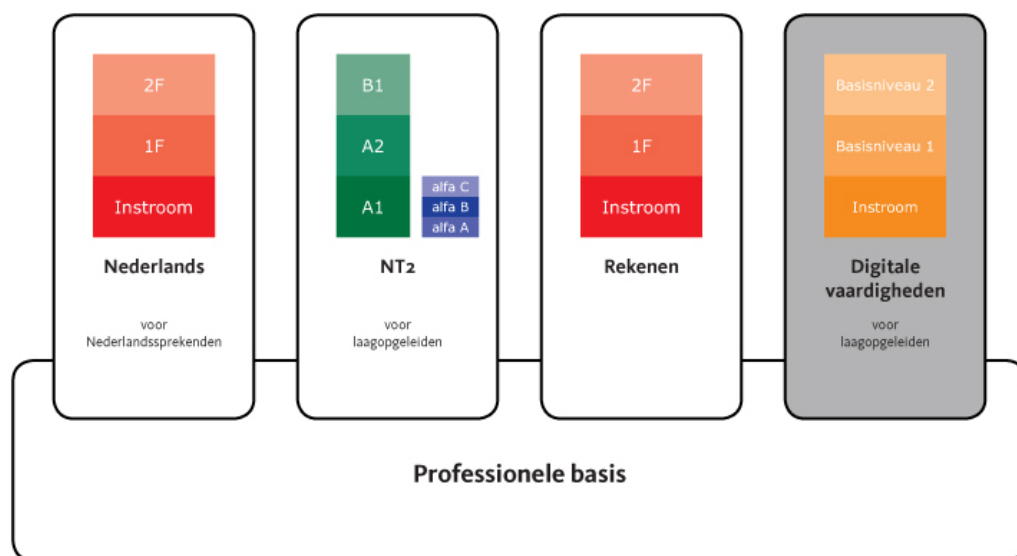 2F
1F
Instroom
Nederlands
voor
Nederlandssprekenden
B1
A2
A1
alfa C
alfa B
alfa A
NT2
voor
laagopgeleiden
2F
1F
Instroom
Rekenen
Basisniveau 2
Basisniveau 1
Instroom
Digitale
vaardigheden
voor
laagopgeleiden
Professionele basis